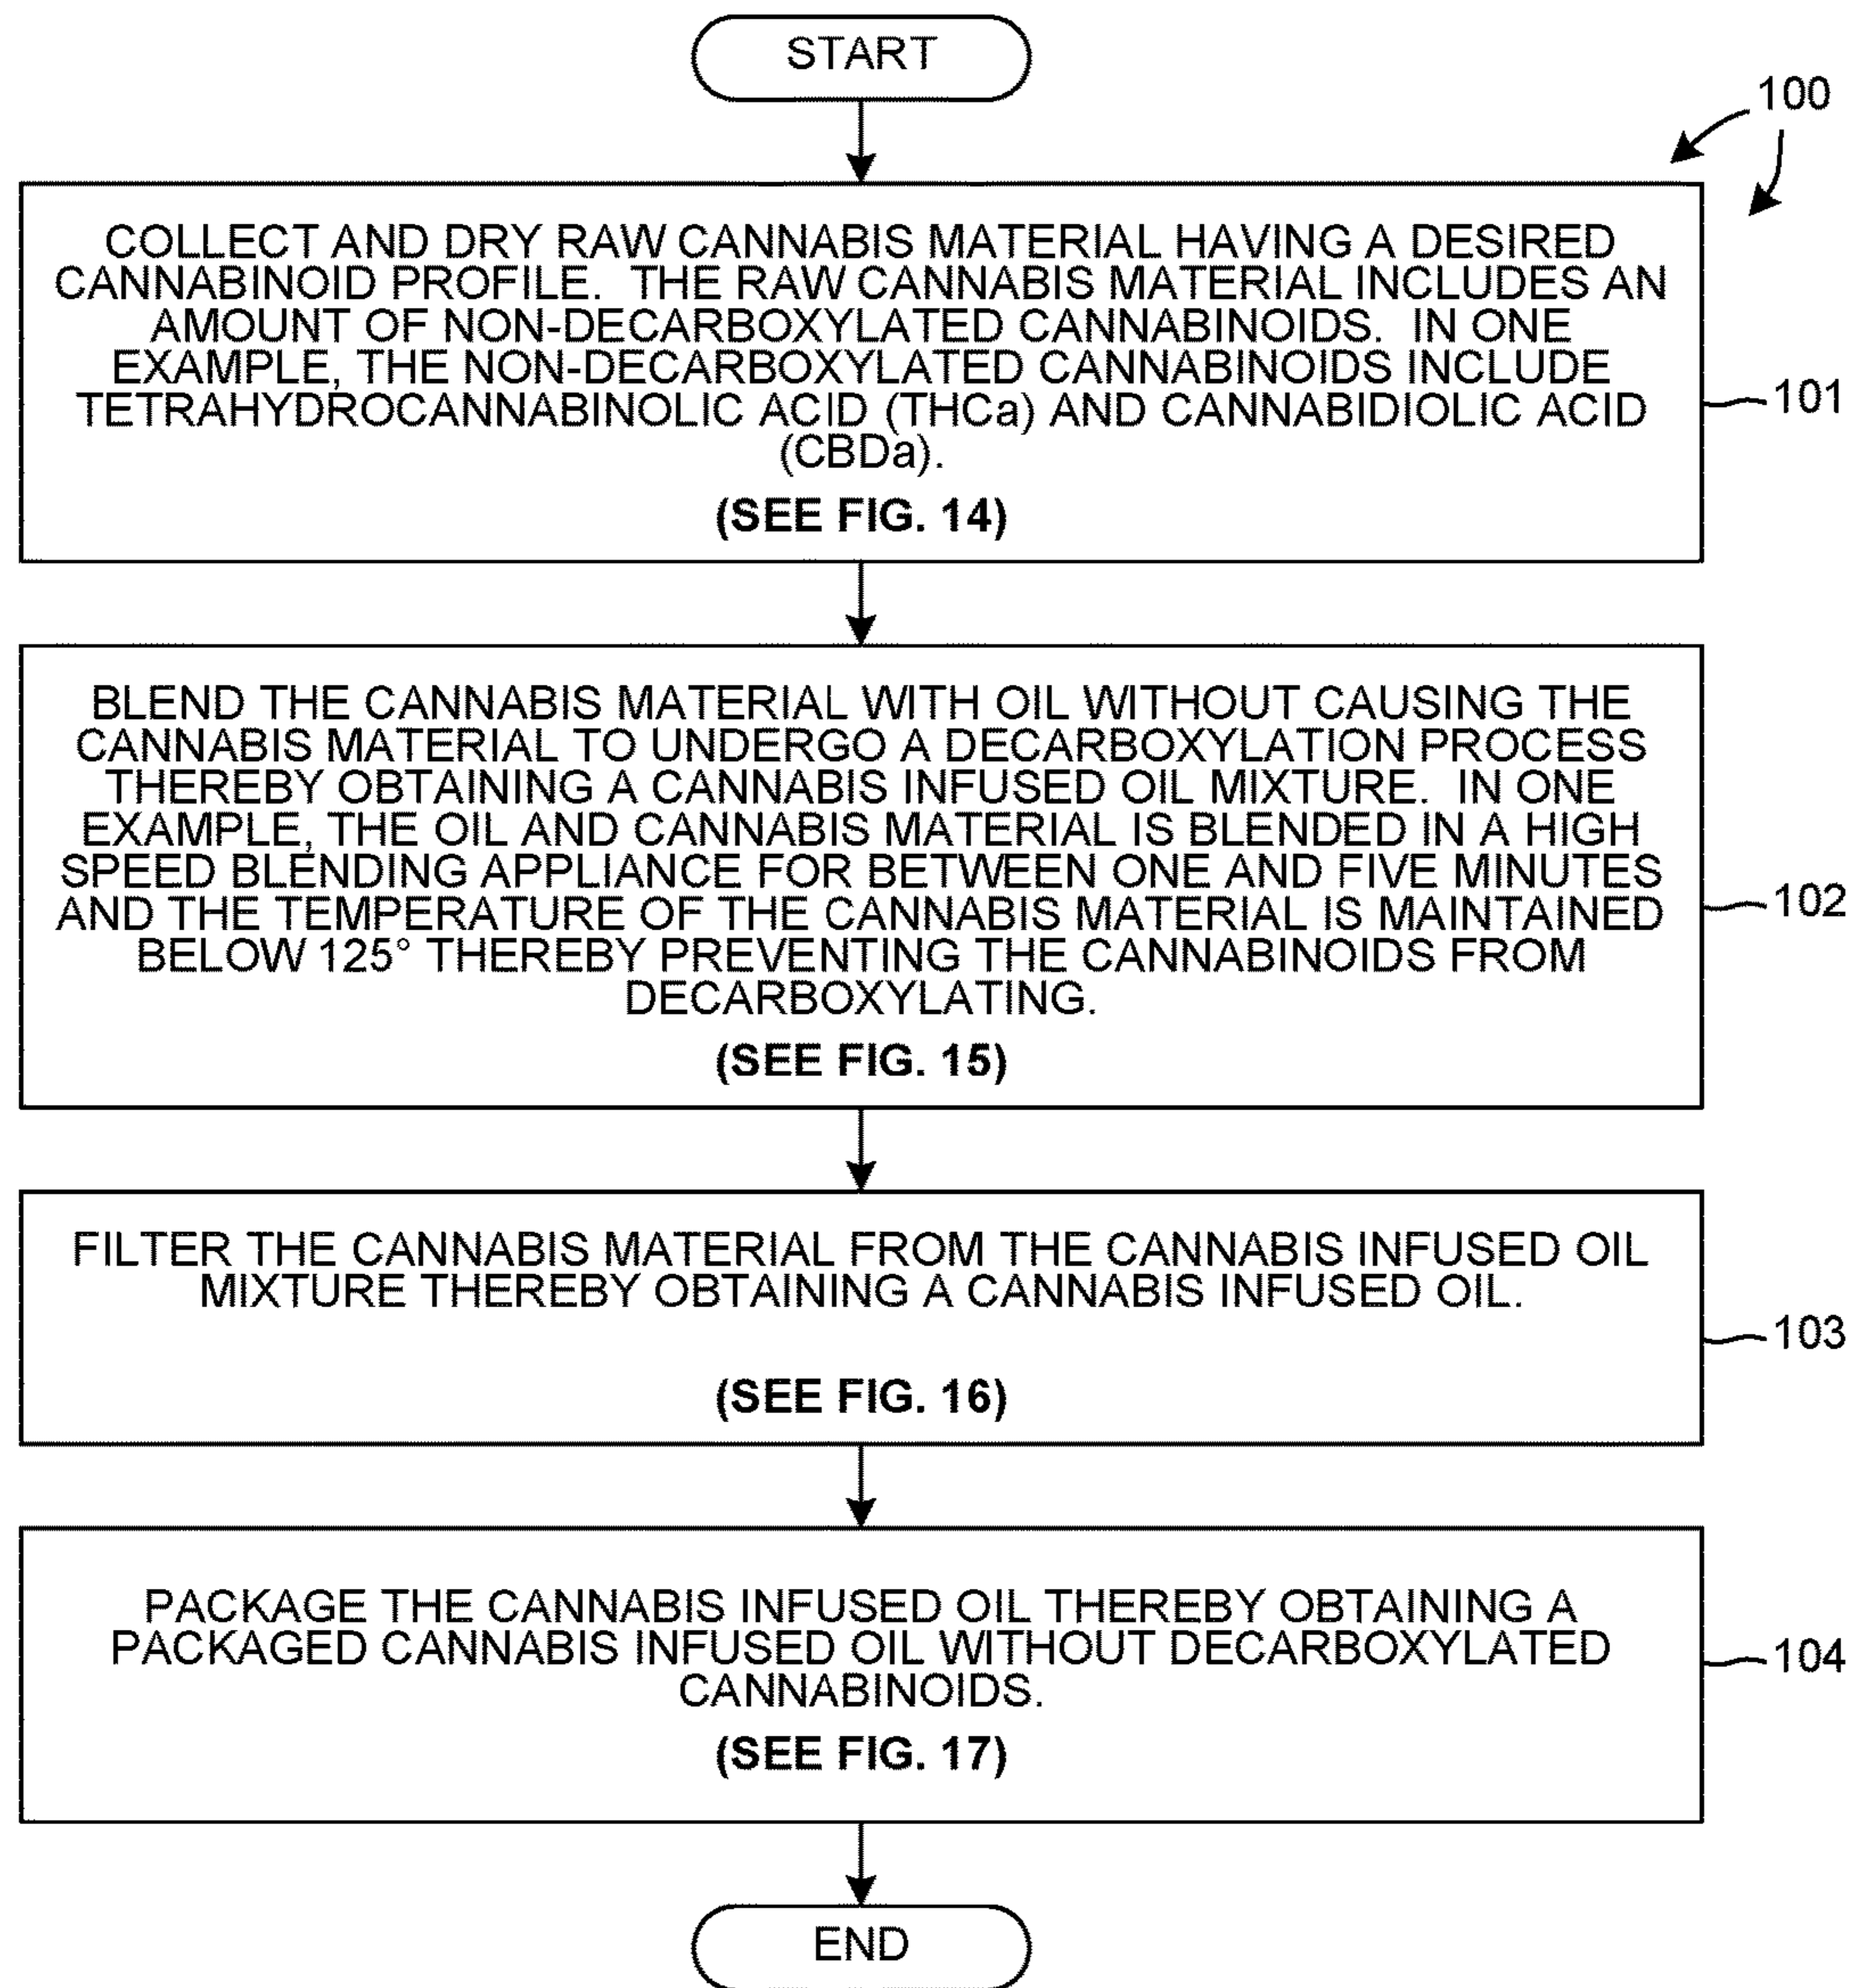 START
100
COLLECT AND DRY RAW CANNABIS MATERIAL HAVING A DESIRED
CANNABINOID PROFILE. THE RAW CANNABIS MATERIAL INCLUDES AN
AMOUNT OF NON-DECARBOXYLATED CANNABINOIDS. IN ONE
EXAMPLE, THE NON-DECARBOXYLATED CANNABINOIDS INCLUDE
TETRAHYDROCANNABINOLIC ACID (THCa) AND CANNABIDIOLIC ACID
(CBDa).
(SEE FIG. 14)
101
BLEND THE CANNABIS MATERIAL WITH OIL WITHOUT CAUSING THE
CANNABIS MATERIAL TO UNDERGO A DECARBOXYLATION PROCESS
THEREBY OBTAINING A CANNABIS INFUSED OIL MIXTURE. IN ONE
EXAMPLE, THE OIL AND CANNABIS MATERIAL IS BLENDED IN A HIGH
SPEED BLENDING APPLIANCE FOR BETWEEN ONE AND FIVE MINUTES
AND THE TEMPERATURE OF THE CANNABIS MATERIAL IS MAINTAINED
BELOW 125° THEREBY PREVENTING THE CANNABINOIDS FROM
DECARBOXYLATING.
(SEE FIG. 15)
102
FILTER THE CANNABIS MATERIAL FROM THE CANNABIS INFUSED OIL
MIXTURE THEREBY OBTAINING A CANNABIS INFUSED OIL.
(SEE FIG. 16)
103
PACKAGE THE CANNABIS INFUSED OIL THEREBY OBTAINING A
PACKAGED CANNABIS INFUSED OIL WITHOUT DECARBOXYLATED
CANNABINOIDS.
(SEE FIG. 17)
104
END